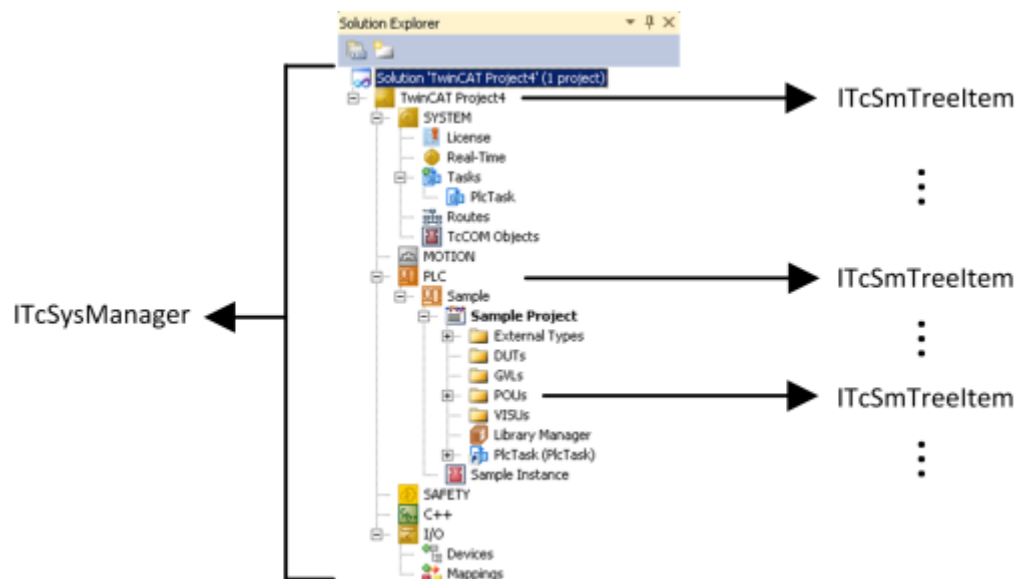 Solution Explorer
Solution 'TwinCAT Project4' (1 project)
TwinCAT Project4
ITcSmTreeItem
SYSTEM
License
Real-Time
Tasks
PlcTask
Routes
TcCOM Objects
MOTION
PLC
ITcSmTreeItem
Sample
ITcSysManager
Sample Project
External Types
DUTs
GVLs
POUs
ITcSmTreeItem
VISUs
Library Manager
PlcTask (PlcTask)
Sample Instance
SAFETY
C++
I/O
Devices
Mappings